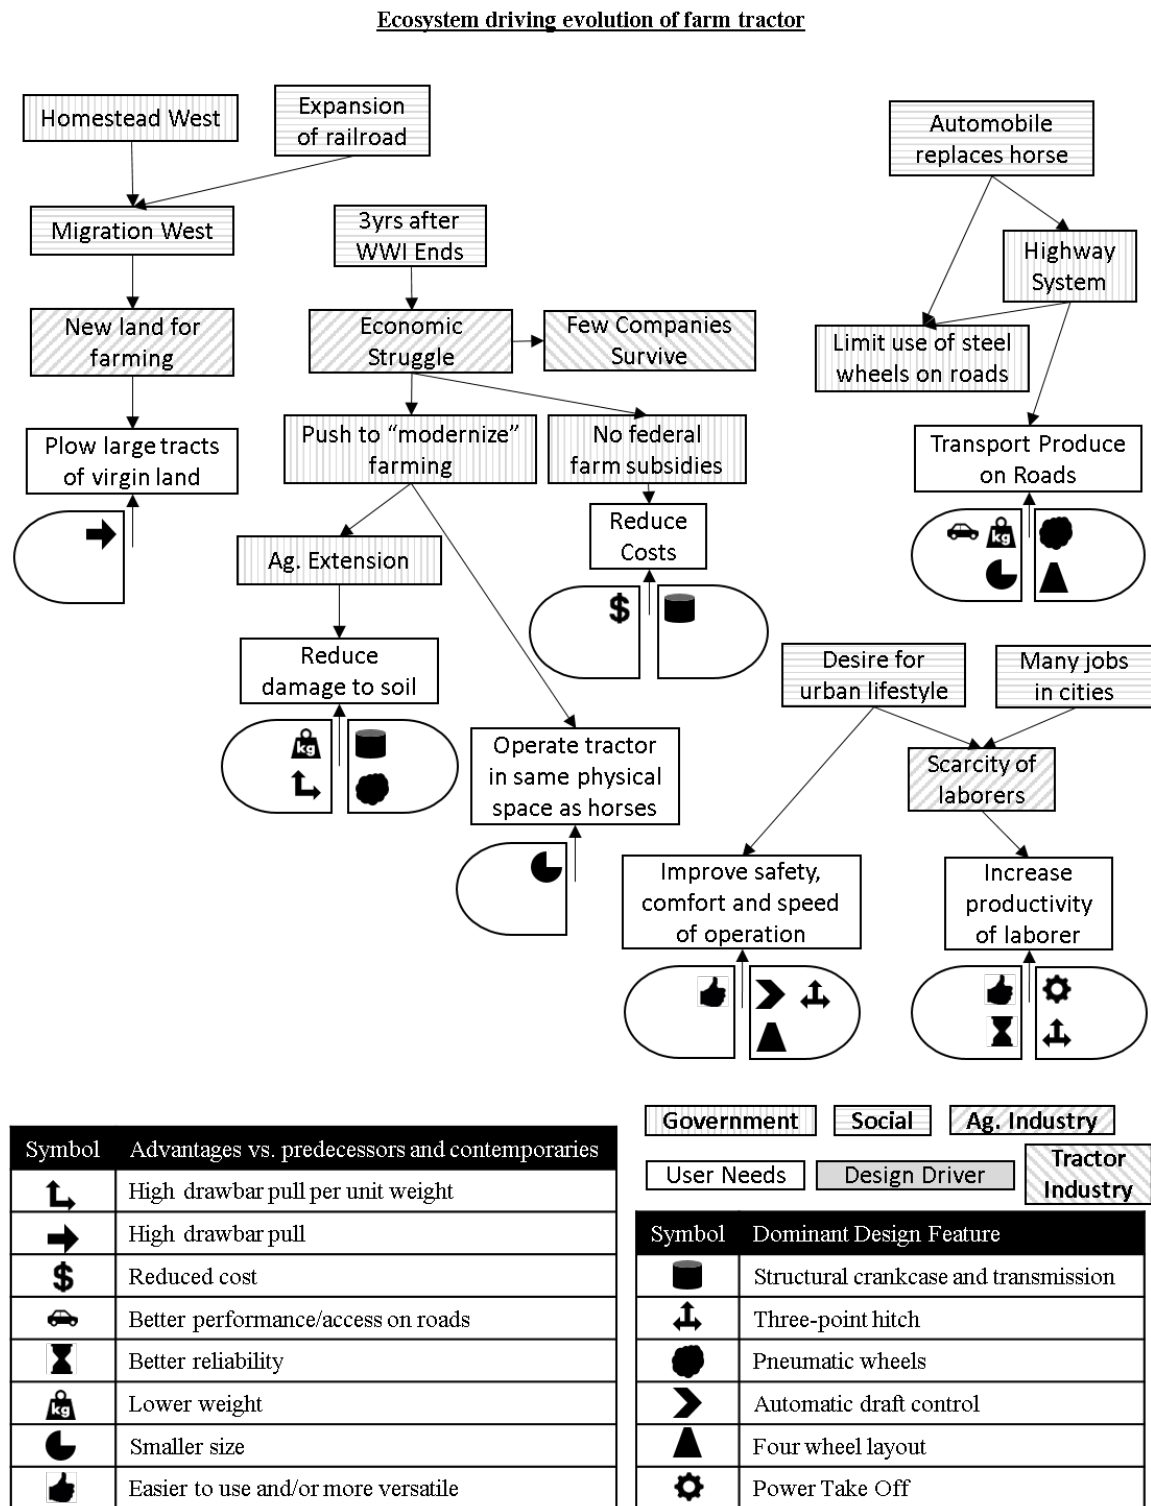 Ecosystem driving evolution of farm tractor
Homestead West
Expansion
of railroad
Automobile
replaces horse
Migration West
3yrs after
WWI Ends
Highway
System
New land for
farming
Economic
Struggle
Few Companies
Survive
Limit use of steel
wheels on roads
Plow large tracts
of virgin land
Push to “modernize”
farming
No federal
farm subsidies
Transport Produce
on Roads
Reduce
Costs
kg
Ag. Extension
$
Reduce
damage to soil
Desire for
urban lifestyle
Many jobs
in cities
kg
Operate tractor
in same physical
space as horses
Scarcity of
laborers
Improve safety,
comfort and speed
of operation
Increase
productivity
of laborer
Government
Social
Ag. Industry
User Needs
Design Driver
Tractor
Industry
Symbol Advantages vs. predecessors and contemporaries
High drawbar pull per unit weight
High drawbar pull
$ Reduced cost
Better performance/access on roads
Better reliability
kg Lower weight
Smaller size
Easier to use and/or more versatile
Symbol Dominant Design Feature
Structural crankcase and transmission
Three-point hitch
Pneumatic wheels
Automatic draft control
Four wheel layout
Power Take Off